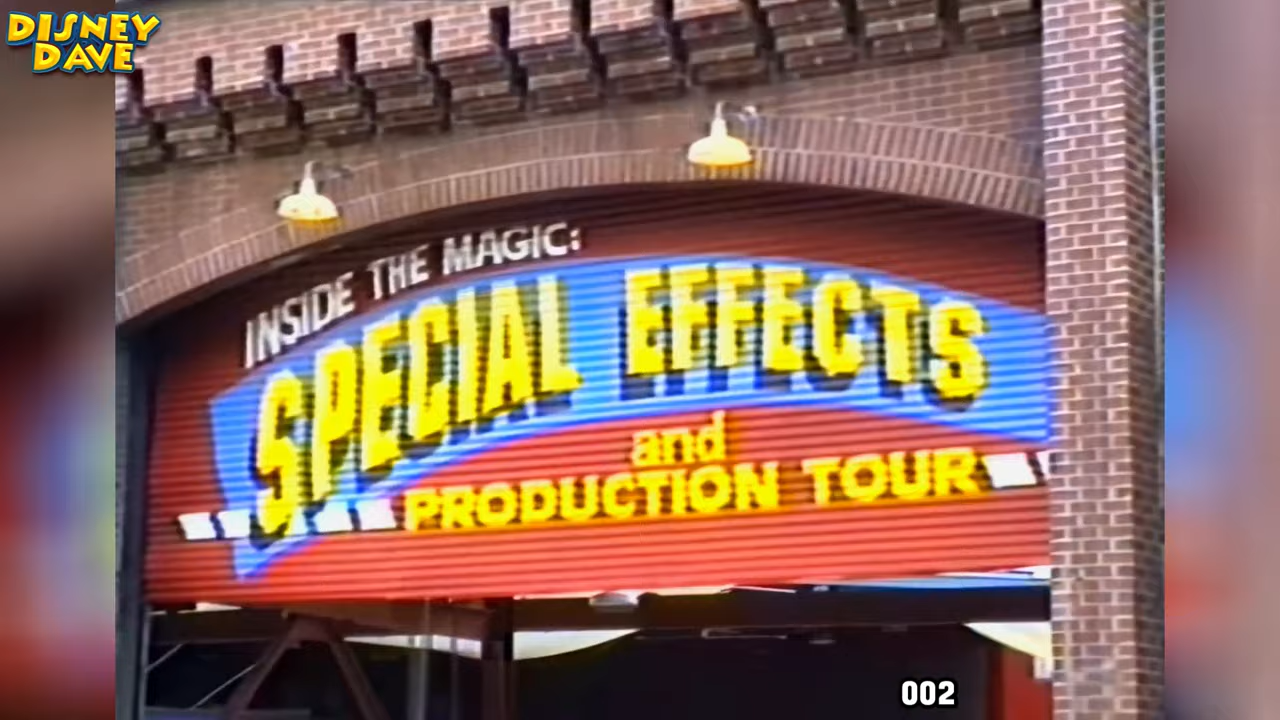 DISNEY
DAVE
INSIDE THE MAGIC:
SPECIAL EFFECTS
and
PRODUCTION TOUR
002